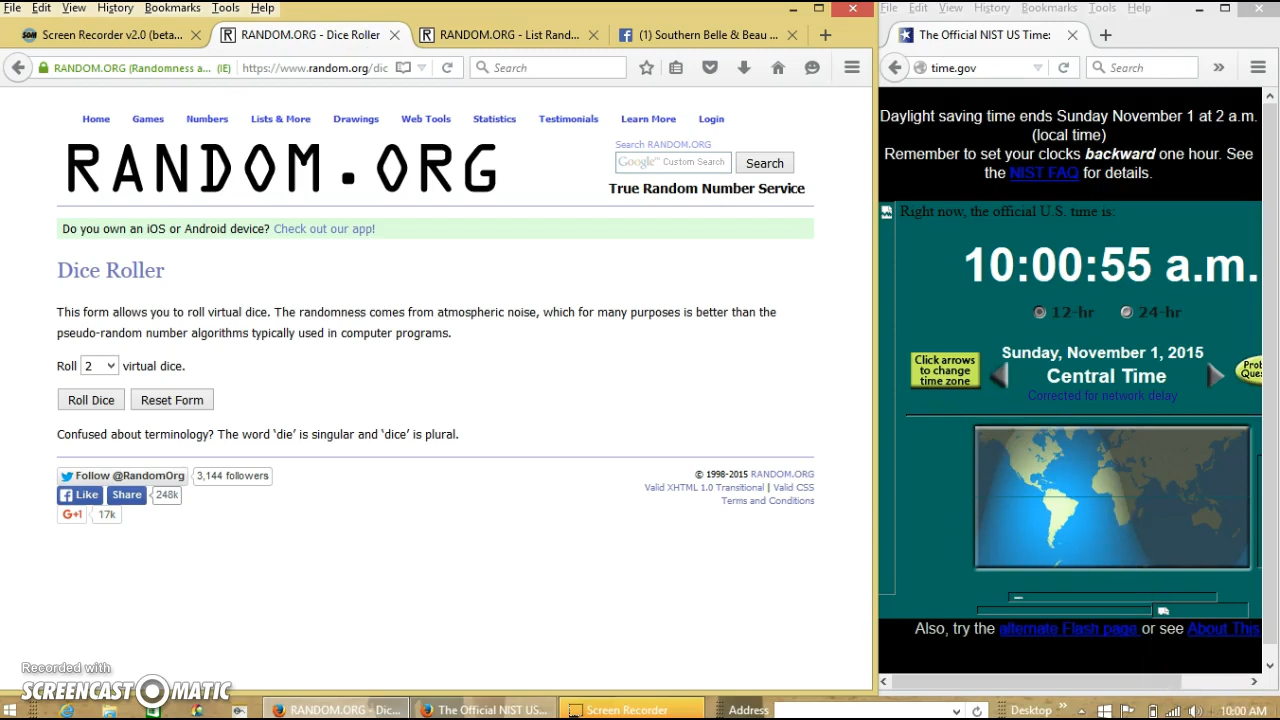 File Edit View History Bookmarks Tools Help
Screen Recorder v2.0 (beta...
RANDOM.ORG - Dice Roller
RANDOM.ORG - List Rand...
(1) Southern Belle & Beau ...
RANDOM.ORG (Randomness a... (IE)
https://www.random.org/dic
Search
Home Games Numbers Lists & More Drawings Web Tools Statistics Testimonials Learn More Login
RANDOM.ORG
Search RANDOM.ORG
Google™ Custom Search
Search
True Random Number Service
Do you own an iOS or Android device? Check out our app!
Dice Roller
This form allows you to roll virtual dice. The randomness comes from atmospheric noise, which for many purposes is better than the
pseudo-random number algorithms typically used in computer programs.
Roll 2 virtual dice.
Roll Dice Reset Form
Confused about terminology? The word ‘die’ is singular and ‘dice’ is plural.
Follow @RandomOrg 3,144 followers
Like Share 248k
G+1 17k
© 1998-2015 RANDOM.ORG
Valid XHTML 1.0 Transitional | Valid CSS
Terms and Conditions
File Edit View History Bookmarks Tools Help
The Official NIST US Time:
time.gov
Search
Daylight saving time ends Sunday November 1 at 2 a.m.
(local time)
Remember to set your clocks backward one hour. See
the NIST FAQ for details.
Right now, the official U.S. time is:
10:00:55 a.m.
12-hr 24-hr
Click arrows
to change
time zone
Sunday, November 1, 2015
Central Time
Corrected for network delay
Prob
Ques
Also, try the alternate Flash page or see About This
Recorded with
SCREENCAST MATIC
RANDOM.ORG - Dic...
The Official NIST US...
Screen Recorder
Address
Desktop
10:00 AM